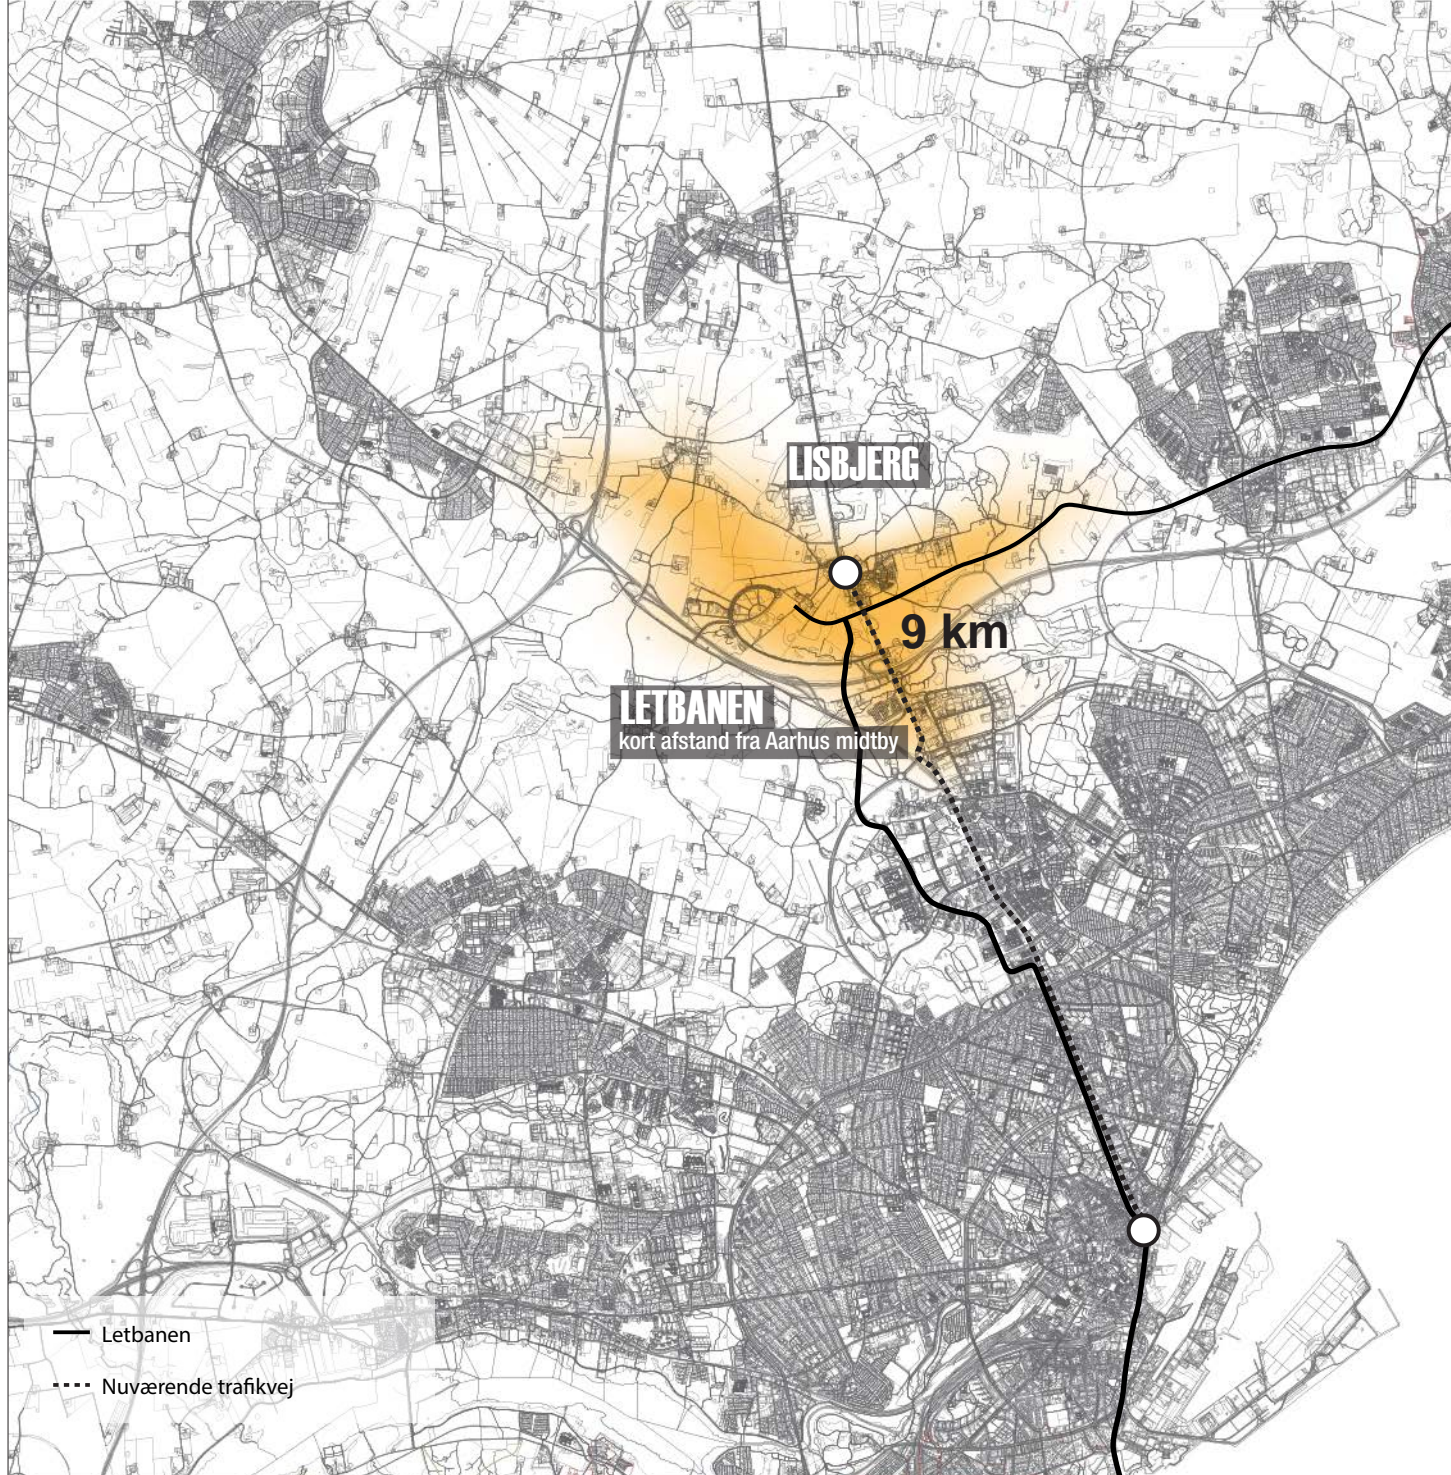 LISBJERG
9 km
LETBANEN
kort afstand fra Aarhus midtby
Letbanen
Nuværende trafikvej